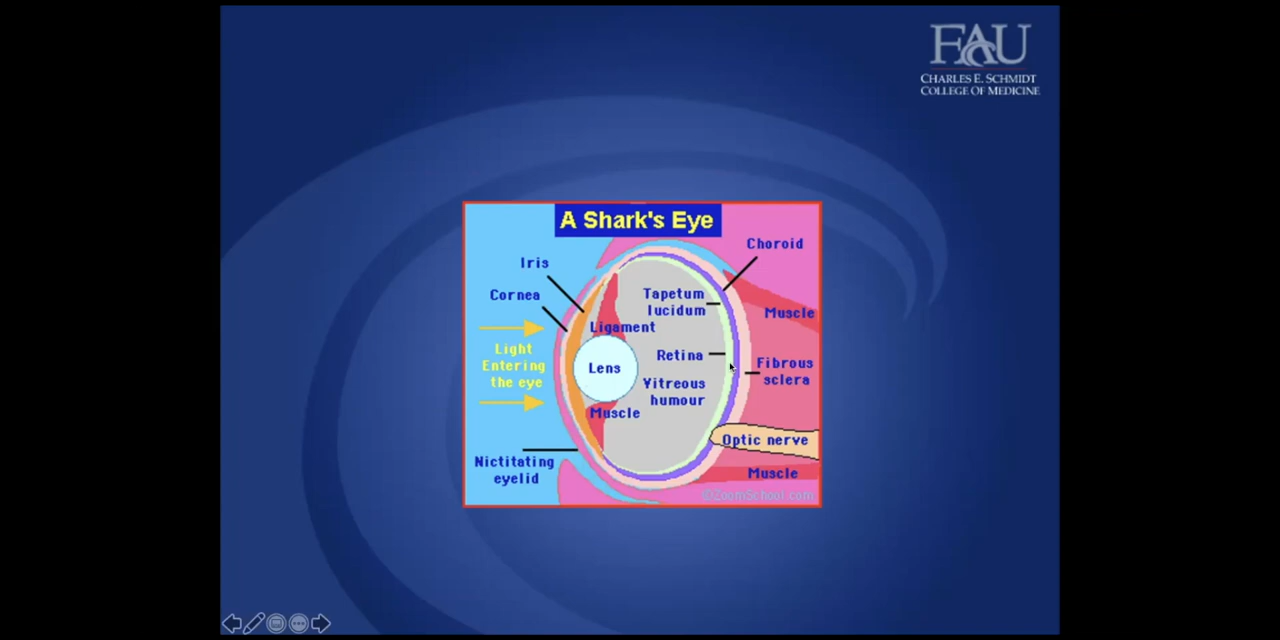 FAU
CHARLES E. SCHMIDT
COLLEGE OF MEDICINE
A Shark's Eye
Choroid
Iris
Cornea
Tapetum
lucidum
Muscle
Ligament
Light
Entering
the eye
Lens
Retina
Fibrous
sclera
Vitreous
humour
Muscle
Optic nerve
Nictitating
eyelid
Muscle
©ZoomSchool.com